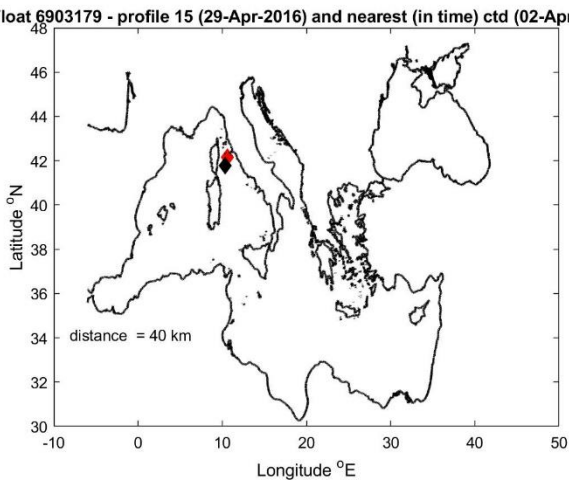 loat 6903179 - profile 15 (29-Apr-2016) and nearest (in time) ctd (02-Apr
48
46
44
42
40
38
36
34
32
30
Latitude °N
distance = 40 km
-10 0 10 20 30 40 50
Longitude °E